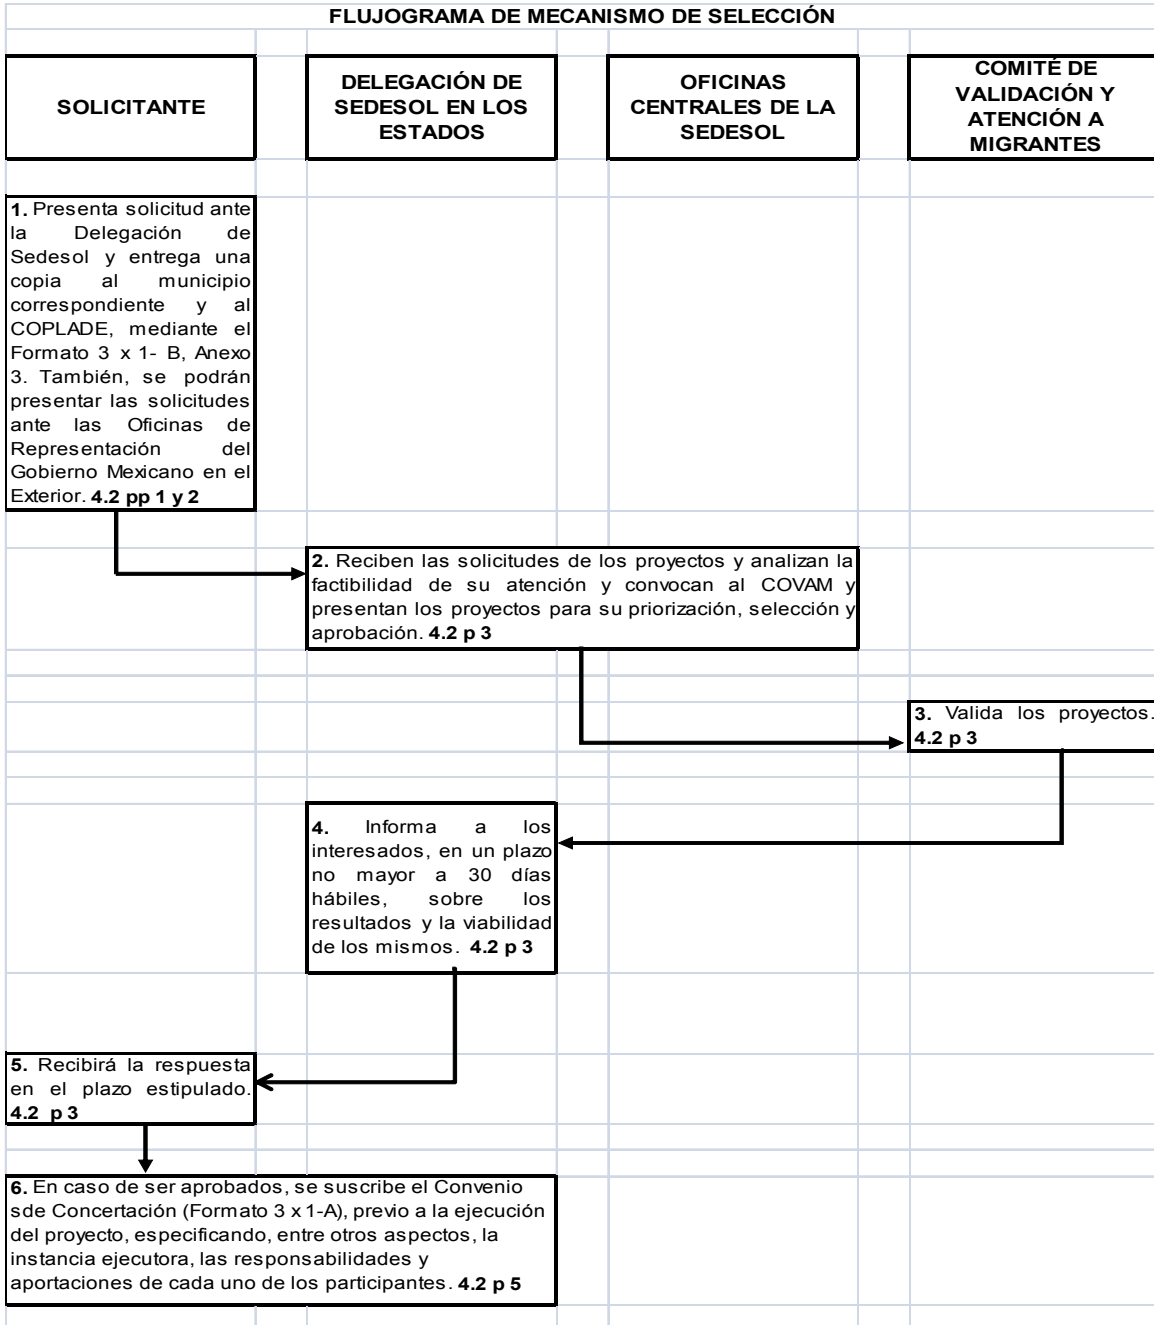 FLUJOGRAMA DE MECANISMO DE SELECCIÓN
SOLICITANTE
DELEGACIÓN DE
SEDESOL EN LOS
ESTADOS
OFICINAS
CENTRALES DE LA
SEDESOL
COMITÉ DE
VALIDACIÓN Y
ATENCIÓN A
MIGRANTES
1. Presenta solicitud ante
la Delegación de
Sedesol y entrega una
copia al municipio
correspondiente y al
COPLADE, mediante el
Formato 3 x 1- B, Anexo
3. También, se podrán
presentar las solicitudes
ante las Oficinas de
Representación del
Gobierno Mexicano en el
Exterior. 4.2 pp 1 y 2
2. Reciben las solicitudes de los proyectos y analizan la
factibilidad de su atención y convocan al COVAM y
presentan los proyectos para su priorización, selección y
aprobación. 4.2 p 3
3. Valida los proyectos.
4.2 p 3
4. Informa a los
interesados, en un plazo
no mayor a 30 días
hábiles, sobre los
resultados y la viabilidad
de los mismos. 4.2 p 3
5. Recibirá la respuesta
en el plazo estipulado.
4.2 p 3
6. En caso de ser aprobados, se suscribe el Convenio
sde Concertación (Formato 3 x 1-A), previo a la ejecución
del proyecto, especificando, entre otros aspectos, la
instancia ejecutora, las responsabilidades y
aportaciones de cada uno de los participantes. 4.2 p 5